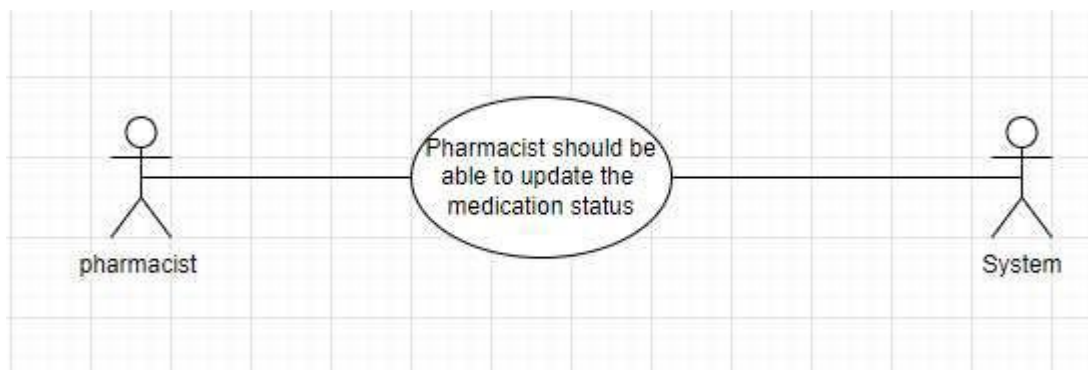 Pharmacist should be
able to update the
medication status
pharmacist
System